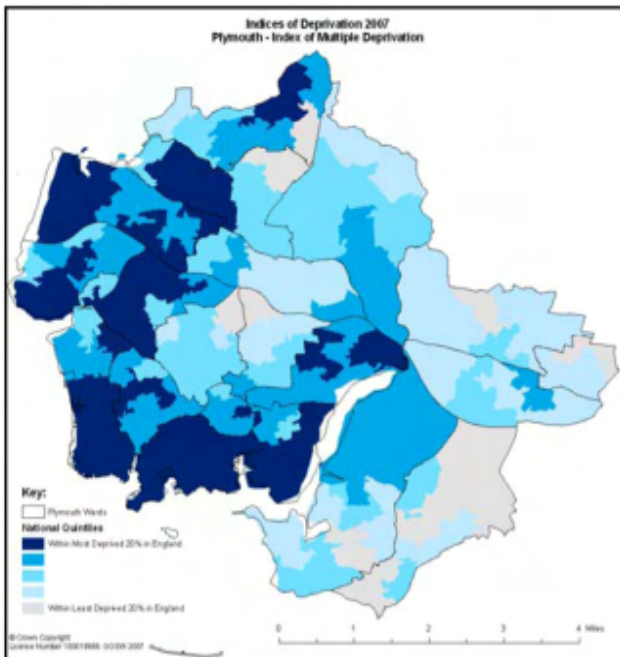 Indices of Deprivation 2007
Plymouth - Index of Multiple Deprivation
Key:
Plymouth Wards
National Quintiles
Within Most Deprived 20% in England
Within Least Deprived 20% in England
0 1 2 3 4 Miles
© Crown Copyright